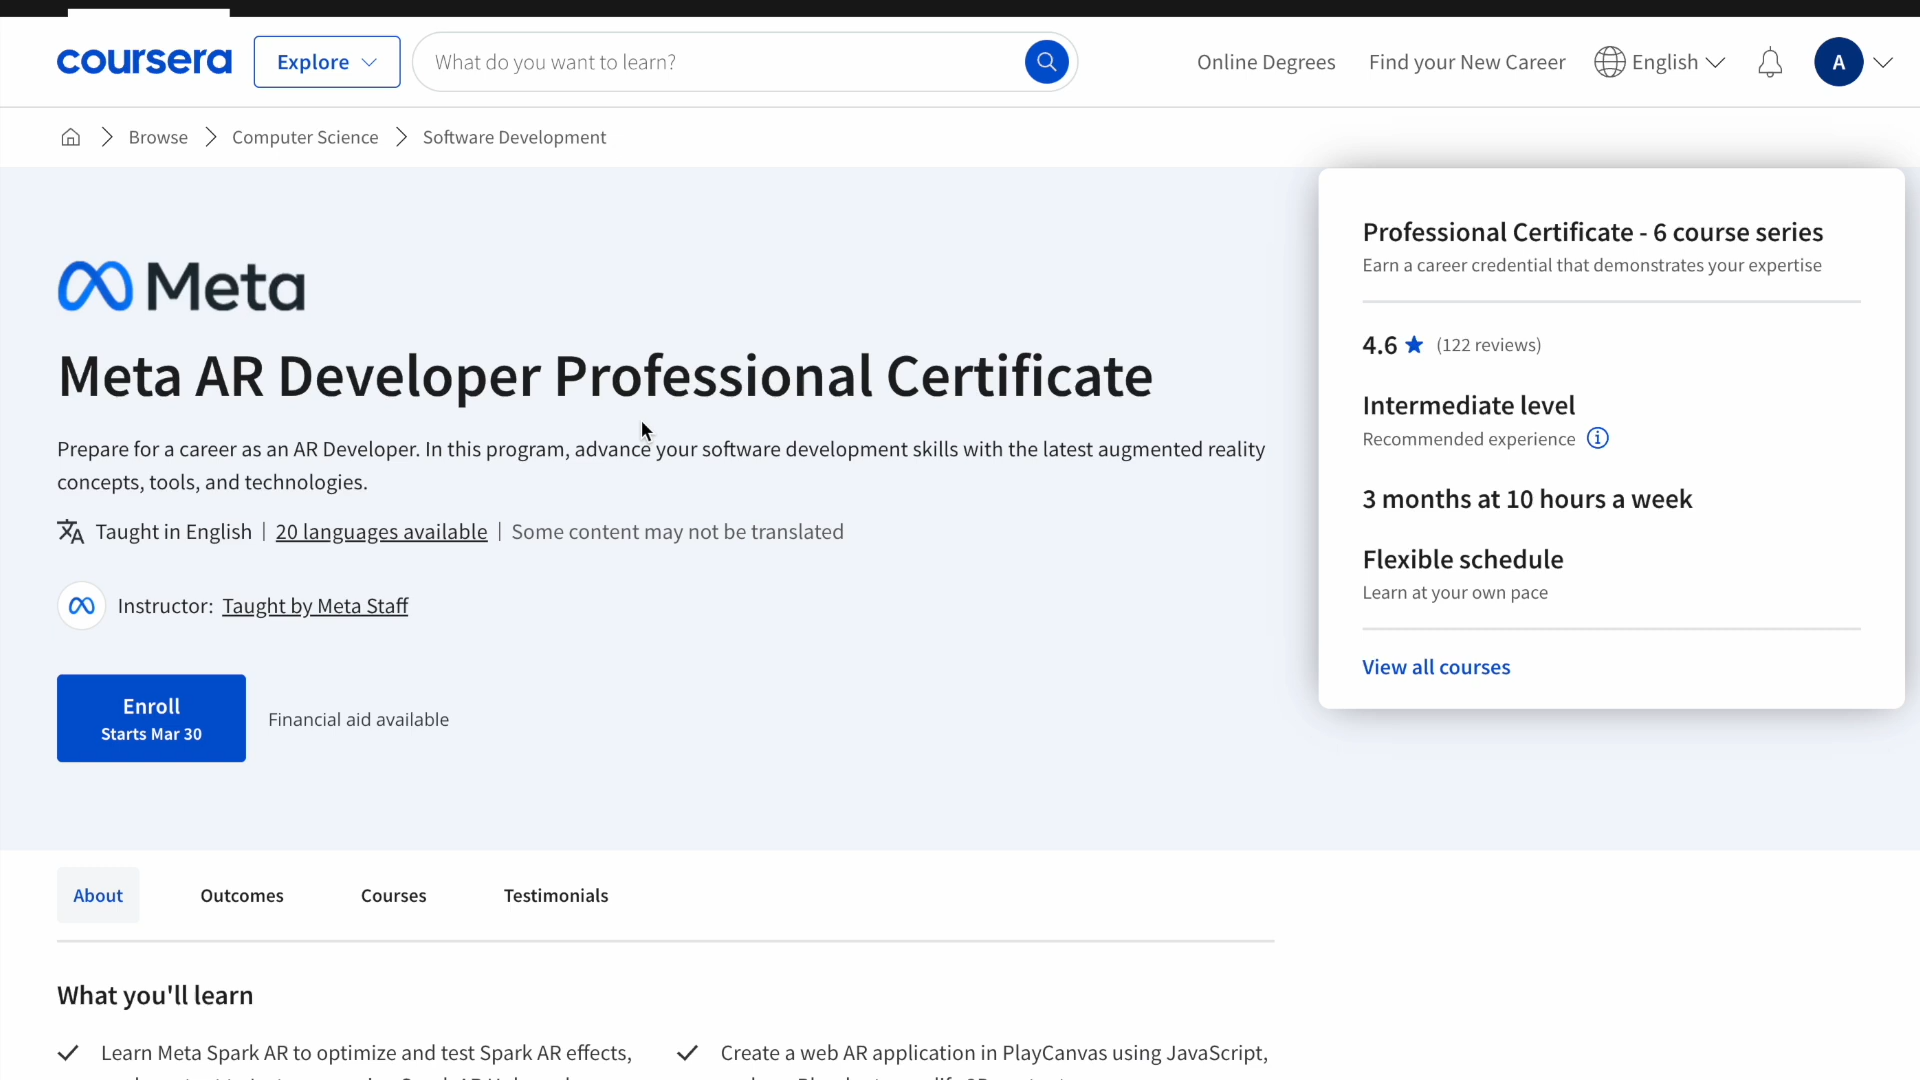 coursera
Explore
What do you want to learn?
Online Degrees
Find your New Career
English
A
Browse
Computer Science
Software Development
Meta
Meta AR Developer Professional Certificate
Prepare for a career as an AR Developer. In this program, advance your software development skills with the latest augmented reality
concepts, tools, and technologies.
Taught in English | 20 languages available | Some content may not be translated
Instructor: Taught by Meta Staff
Enroll
Starts Mar 30
Financial aid available
Professional Certificate - 6 course series
Earn a career credential that demonstrates your expertise
4.6 ★ (122 reviews)
Intermediate level
Recommended experience
3 months at 10 hours a week
Flexible schedule
Learn at your own pace
View all courses
About
Outcomes
Courses
Testimonials
What you'll learn
Learn Meta Spark AR to optimize and test Spark AR effects,
Create a web AR application in PlayCanvas using JavaScript,